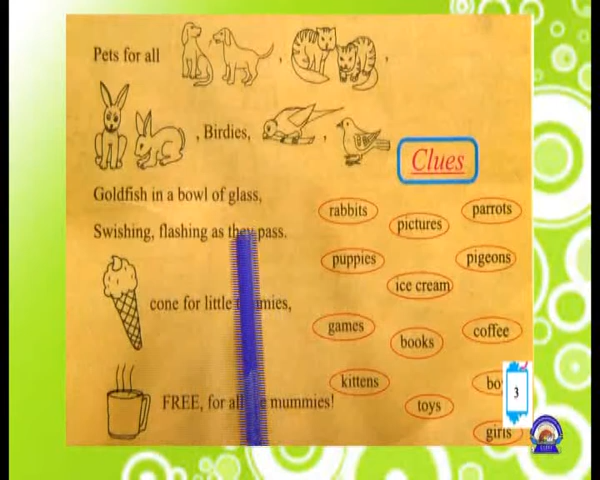 Pets for all , ,
, Birdies, ,
Clues
Goldfish in a bowl of glass,
Swishing, flashing as they pass.
rabbits
pictures
parrots
puppies
ice cream
pigeons
cone for little
games
books
coffee
FREE, for all mummies!
kittens
toys
3
girls